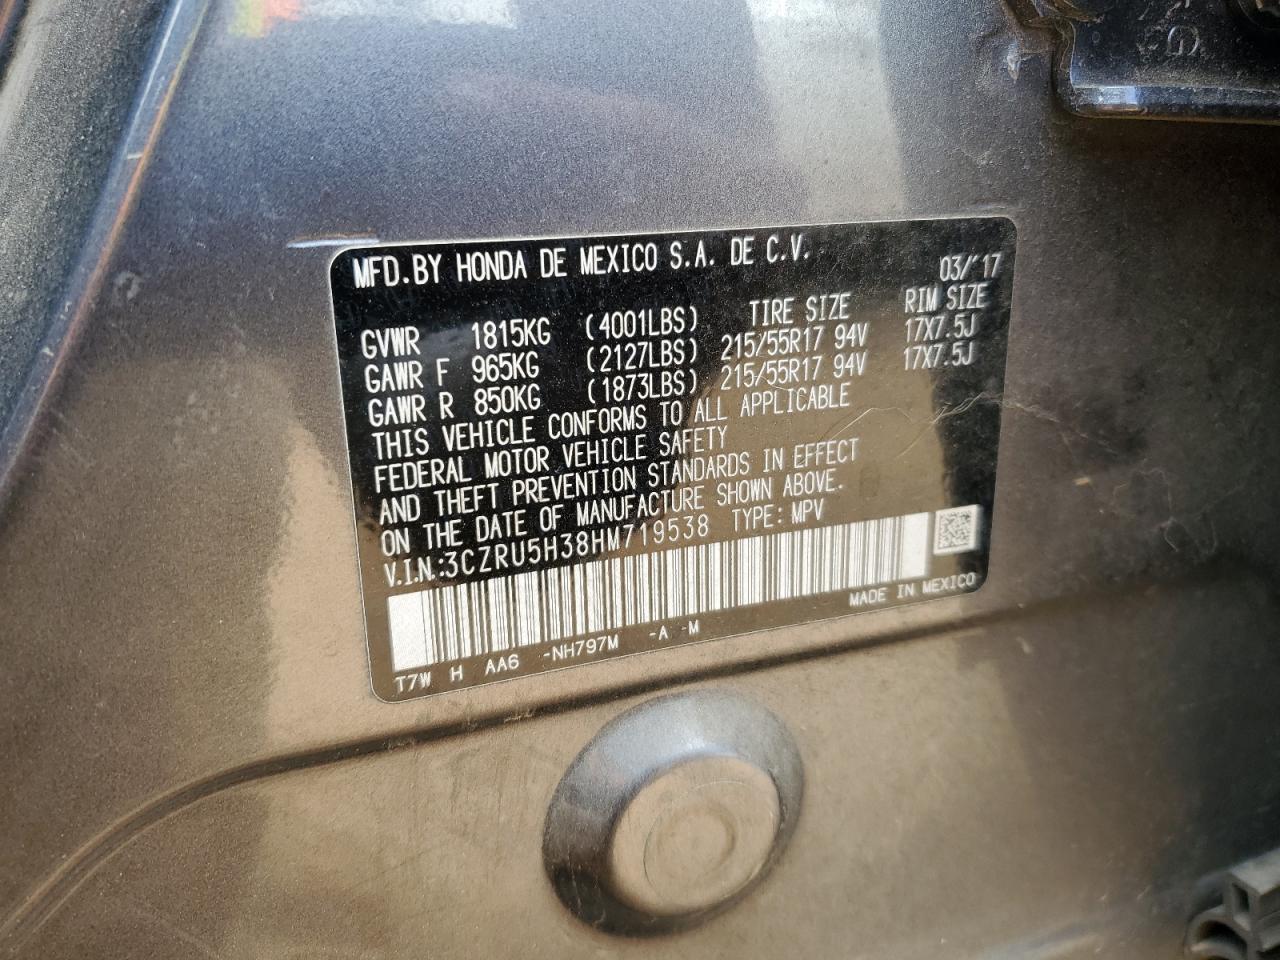 MFD.BY HONDA DE MEXICO S.A. DE C.V. 03/'17
TIRE SIZE RIM SIZE
GVWR 1815KG (4001LBS)
GAWR F 965KG (2127LBS) 215/55R17 94V 17X7.5J
GAWR R 850KG (1873LBS) 215/55R17 94V 17X7.5J
THIS VEHICLE CONFORMS TO ALL APPLICABLE
FEDERAL MOTOR VEHICLE SAFETY
AND THEFT PREVENTION STANDARDS IN EFFECT
ON THE DATE OF MANUFACTURE SHOWN ABOVE.
V.I.N.:3CZRU5H38HM719538 TYPE: MPV
MADE IN MEXICO
T7W H AA6 -NH797M -A -M